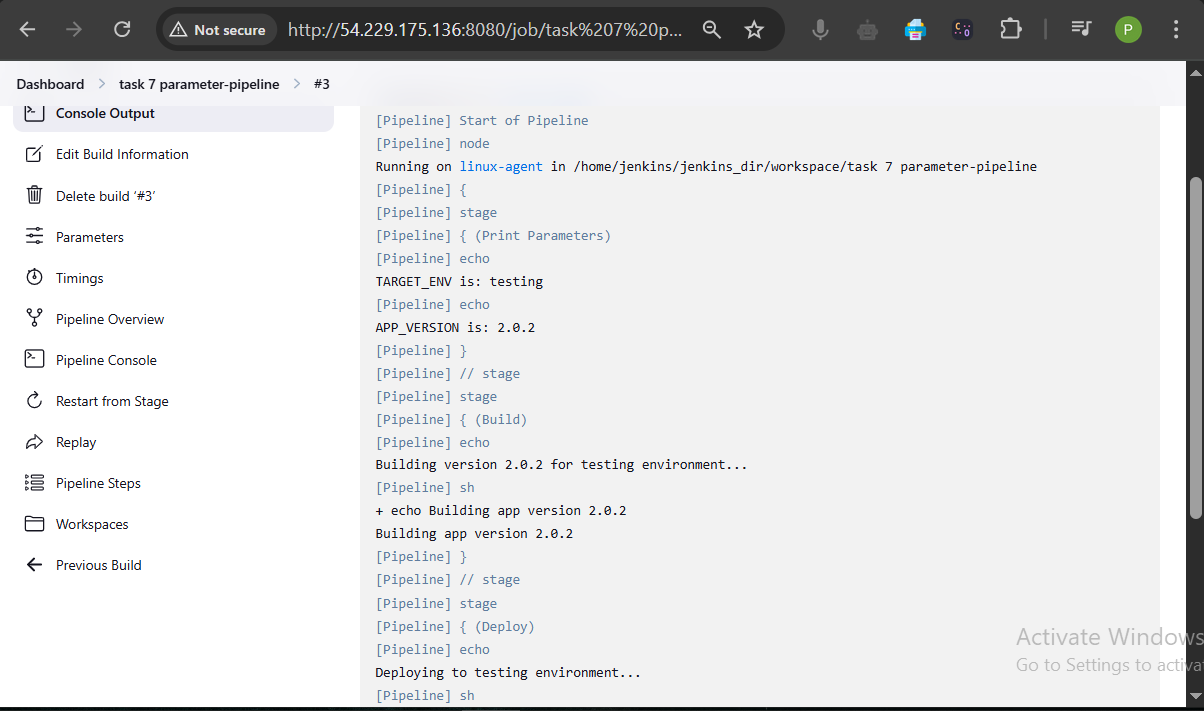 Not secure
http://54.229.175.136:8080/job/task%207%20p...
P
Dashboard > task 7 parameter-pipeline > #3
Console Output
Edit Build Information
Delete build ‘#3’
Parameters
Timings
Pipeline Overview
Pipeline Console
Restart from Stage
Replay
Pipeline Steps
Workspaces
Previous Build
[Pipeline] Start of Pipeline
[Pipeline] node
Running on linux-agent in /home/jenkins/jenkins_dir/workspace/task 7 parameter-pipeline
[Pipeline] {
[Pipeline] stage
[Pipeline] { (Print Parameters)
[Pipeline] echo
TARGET_ENV is: testing
[Pipeline] echo
APP_VERSION is: 2.0.2
[Pipeline] }
[Pipeline] // stage
[Pipeline] stage
[Pipeline] { (Build)
[Pipeline] echo
Building version 2.0.2 for testing environment...
[Pipeline] sh
+ echo Building app version 2.0.2
Building app version 2.0.2
[Pipeline] }
[Pipeline] // stage
[Pipeline] stage
[Pipeline] { (Deploy)
[Pipeline] echo
Deploying to testing environment...
[Pipeline] sh
Activate Windows
Go to Settings to activa